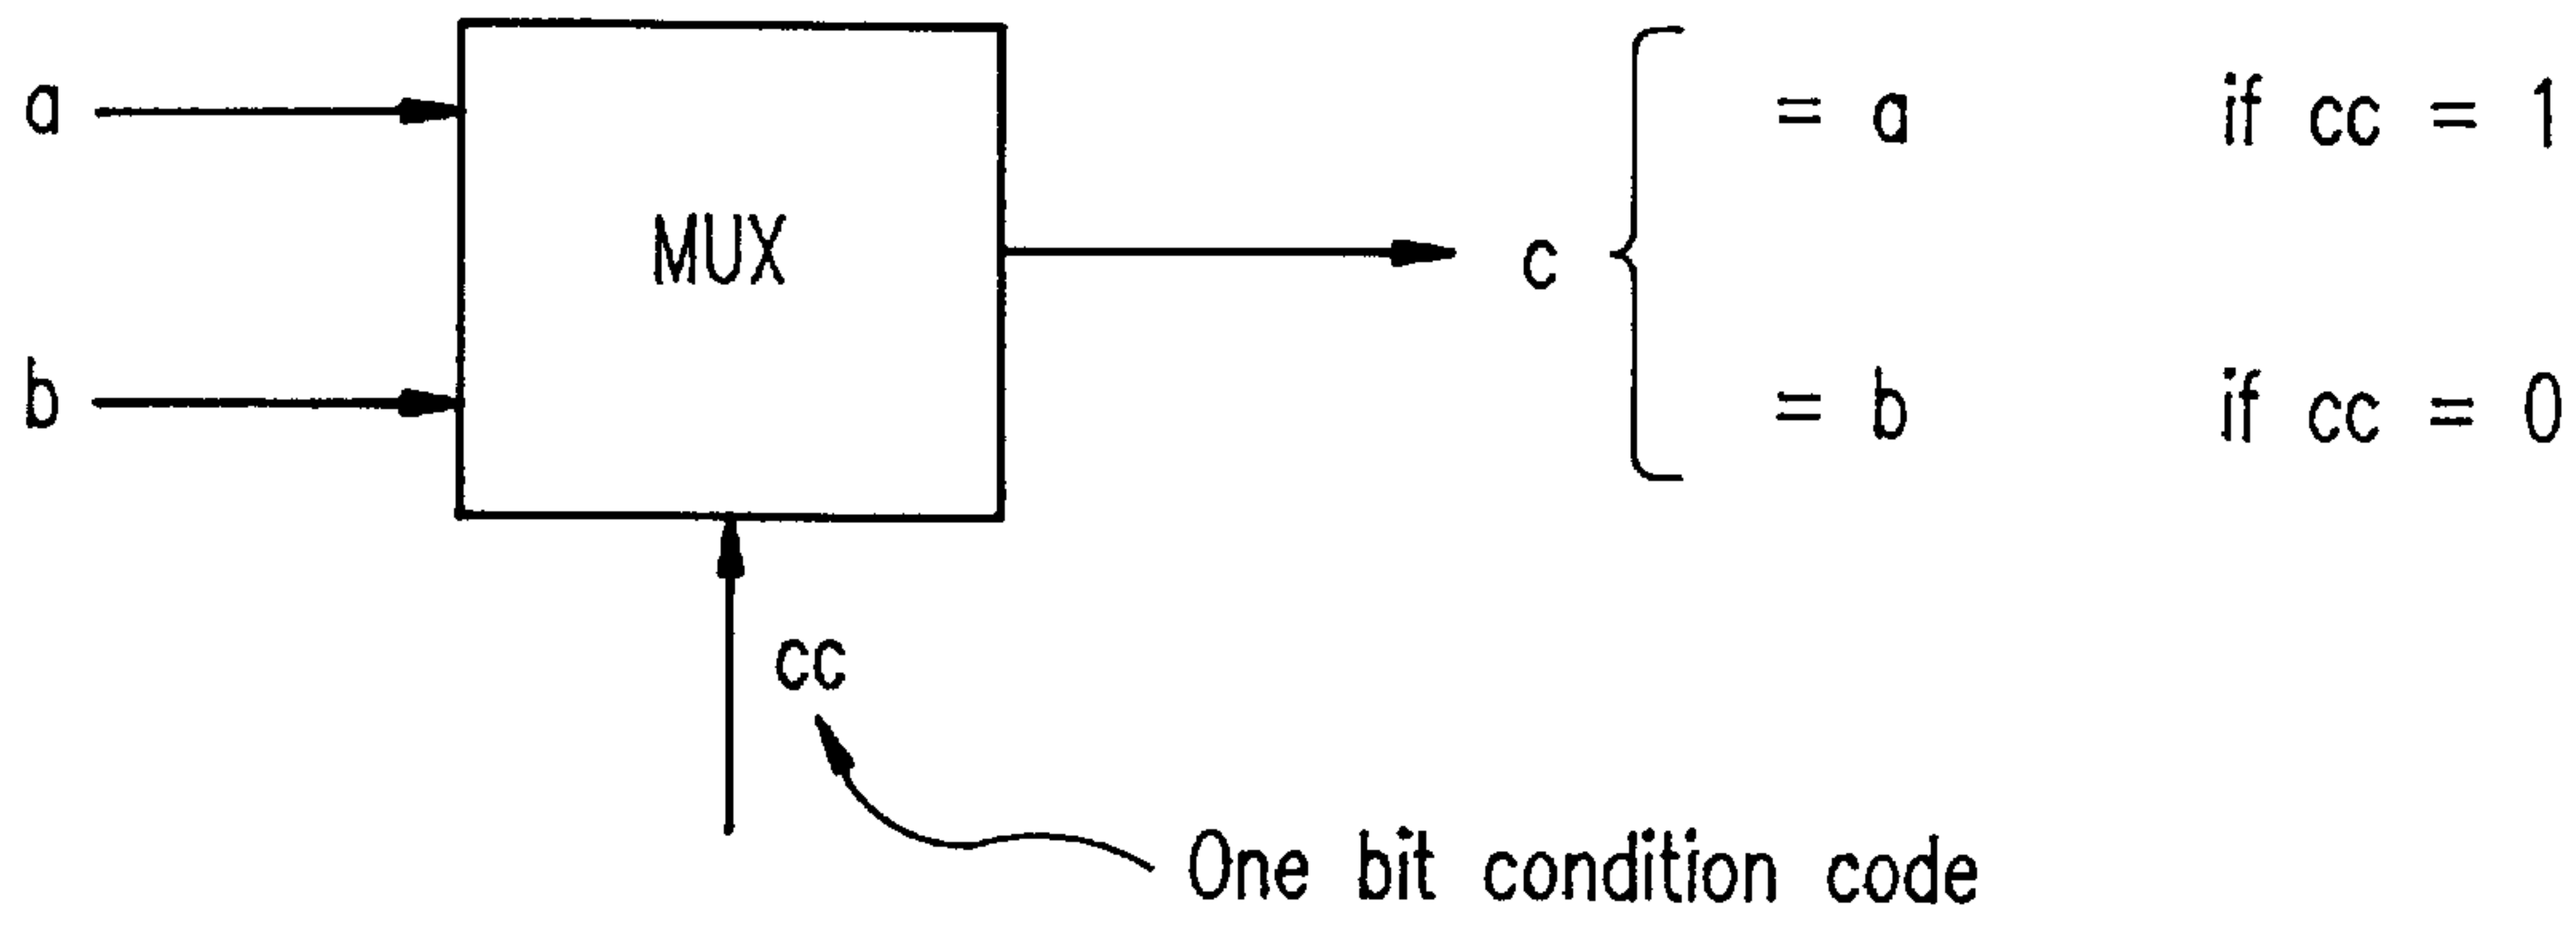 a
= a if cc = 1
MUX
c
b
= b if cc = 0
cc
One bit condition code